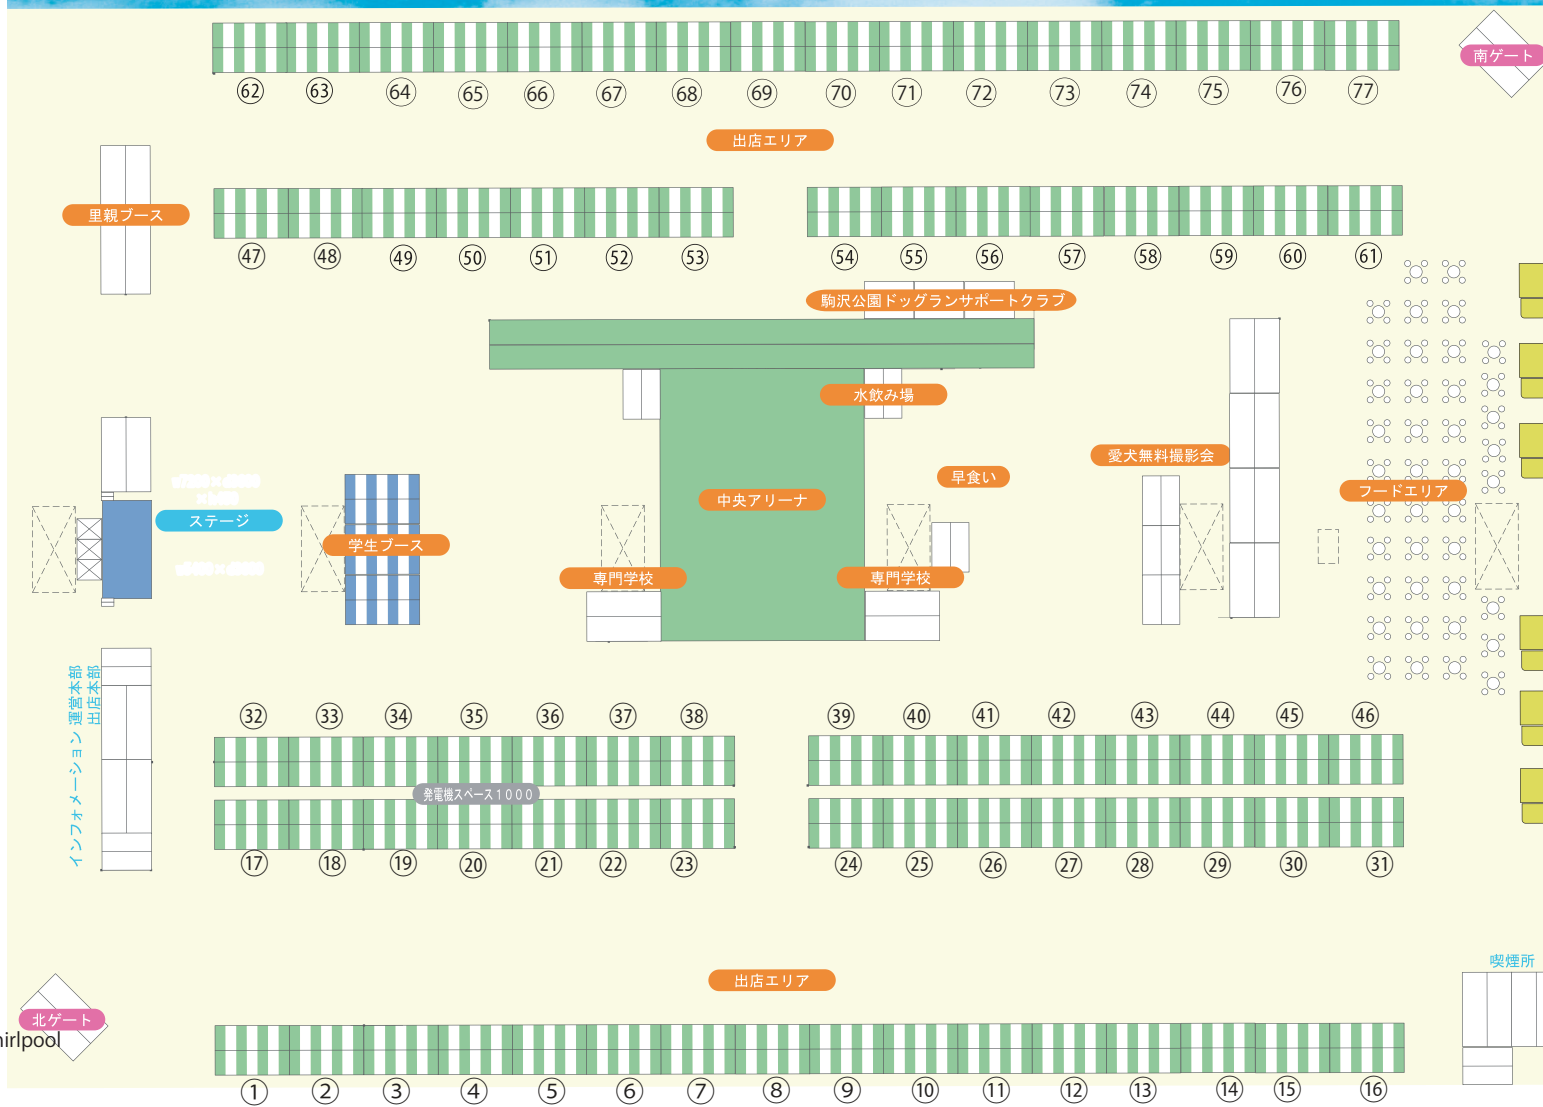 南ゲート
62 63 64 65 66 67 68 69 70 71 72 73 74 75 76 77
出店エリア
里親ブース
47 48 49 50 51 52 53 54 55 56 57 58 59 60 61
駒沢公園ドッグランサポートクラブ
水飲み場
愛犬無料撮影会
早食い
フードエリア
中央アリーナ
ステージ
学生ブース
専門学校
専門学校
インフォメーション 運営本部
出店本部
32 33 34 35 36 37 38 39 40 41 42 43 44 45 46
発電機スペース1000
17 18 19 20 21 22 23 24 25 26 27 28 29 30 31
喫煙所
出店エリア
北ゲート
hirlpool
1 2 3 4 5 6 7 8 9 10 11 12 13 14 15 16